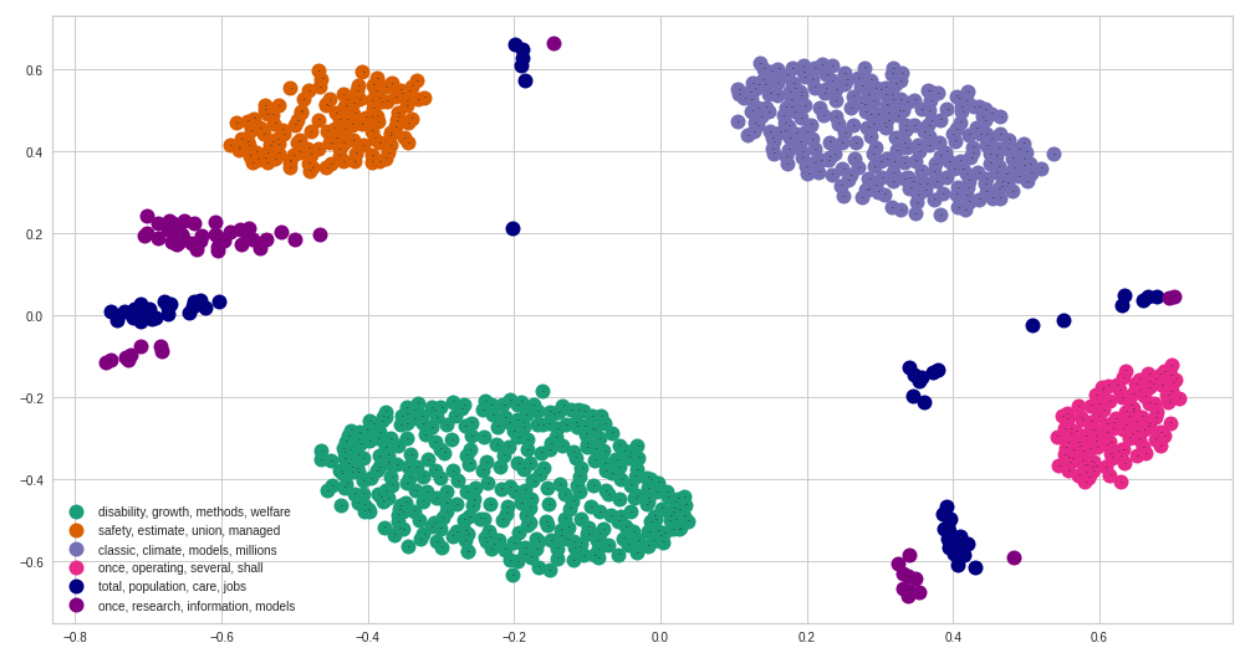 0.6
0.4
0.2
0.0
−0.2
−0.4
−0.6
disability, growth, methods, welfare
safety, estimate, union, managed
classic, climate, models, millions
once, operating, several, shall
total, population, care, jobs
once, research, information, models
−0.8 −0.6 −0.4 −0.2 0.0 0.2 0.4 0.6